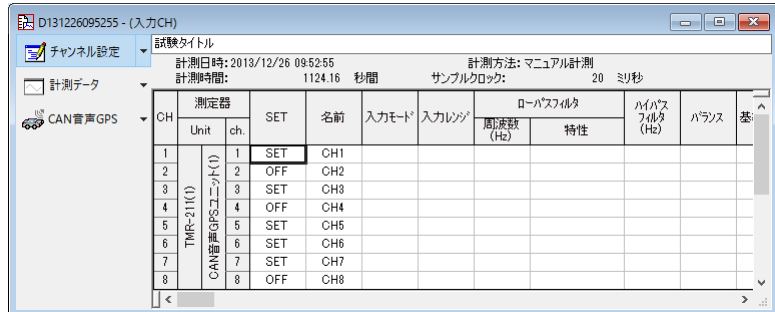 D131226095255 - (入力CH)
チャンネル設定
計測データ
CAN音声GPS
試験タイトル
計測日時: 2013/12/26 09:52:55 計測方法: マニュアル計測
計測時間: 1124.16 秒間 サンプルクロック: 20 ミリ秒
CH 測定器 SET 名前 入力モード 入力レンジ ローパスフィルタ ハイパスフィルタ(Hz) バランス
Unit ch. 周波数(Hz) 特性
TMR-211(1)
CAN音声GPSユニット(1)
1 1 SET CH1
2 2 OFF CH2
3 3 SET CH3
4 4 OFF CH4
5 5 SET CH5
6 6 SET CH6
7 7 SET CH7
8 8 OFF CH8